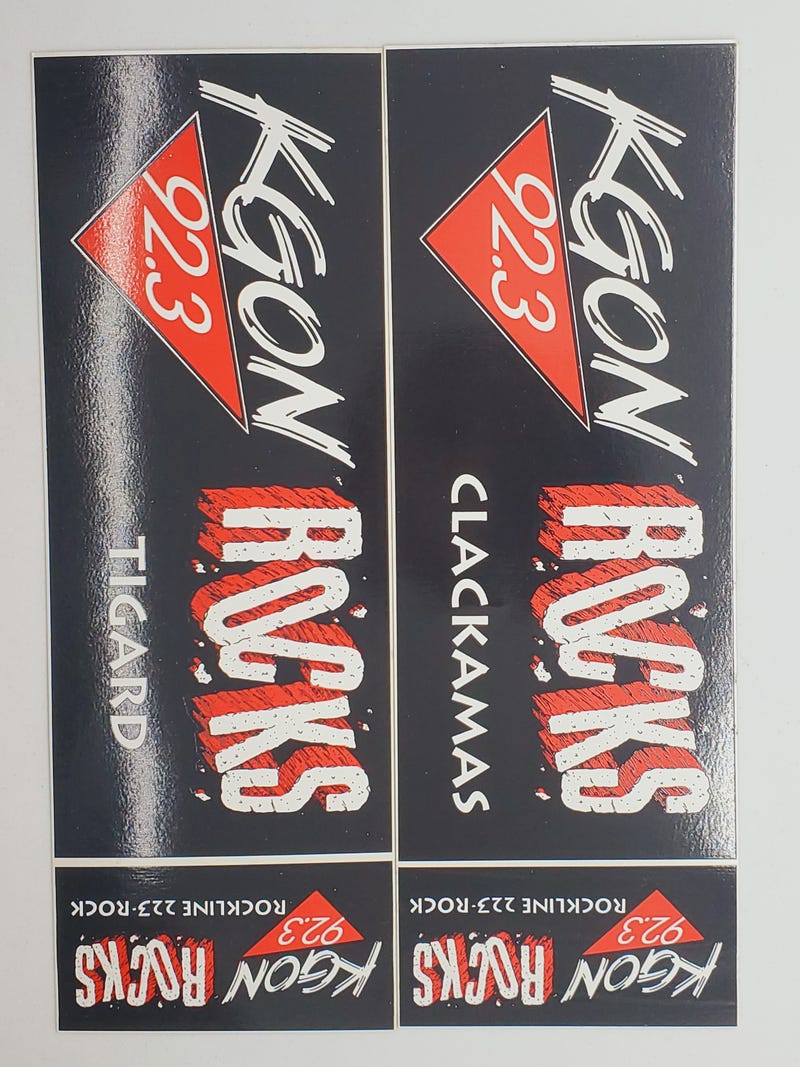 KGON
92.3
ROCKS
TIGARD
KGON
92.3
ROCKS
CLACKAMAS
KGON
92.3
ROCKS
ROCKLINE 223-ROCK
KGON
92.3
ROCKS
ROCKLINE 223-ROCK